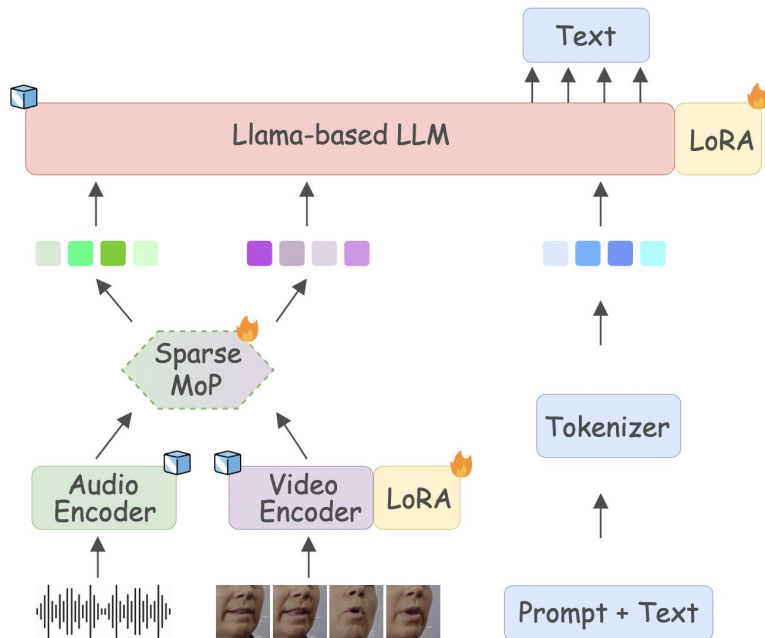 Text
Llama-based LLM
LoRA
Sparse
MoP
Tokenizer
Audio
Encoder
Video
Encoder
LoRA
Prompt + Text